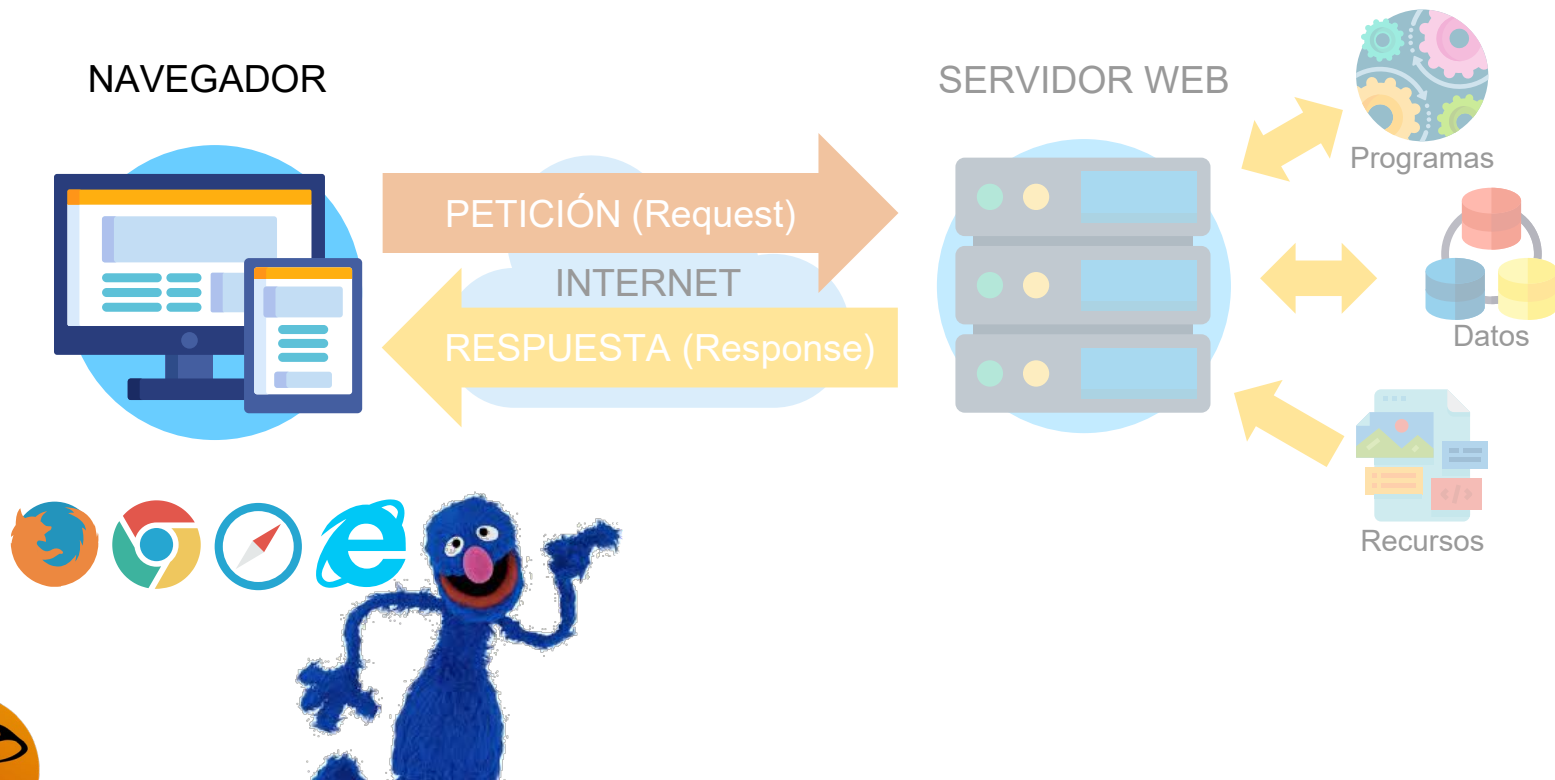 NAVEGADOR
SERVIDOR WEB
Programas
PETICIÓN (Request)
INTERNET
RESPUESTA (Response)
Datos
Recursos